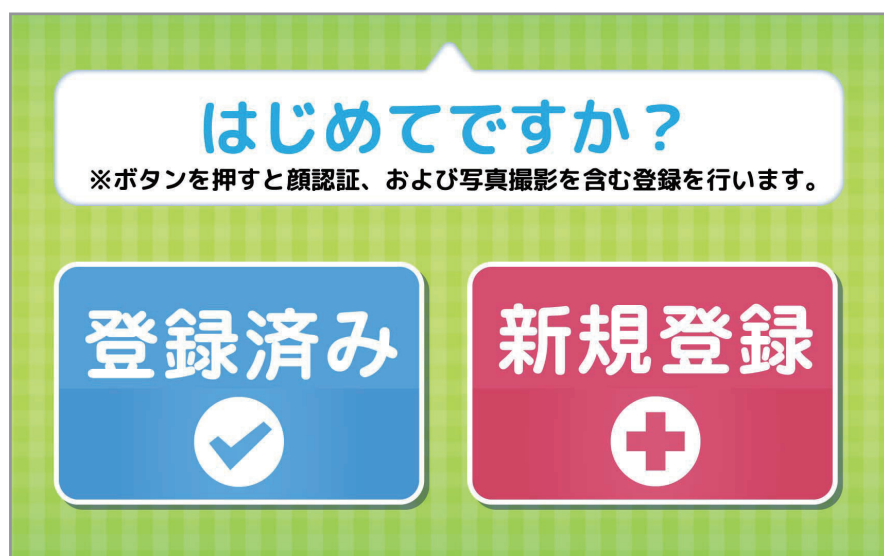 はじめてですか？
※ボタンを押すと顔認証、および写真撮影を含む登録を行います。
登録済み
新規登録